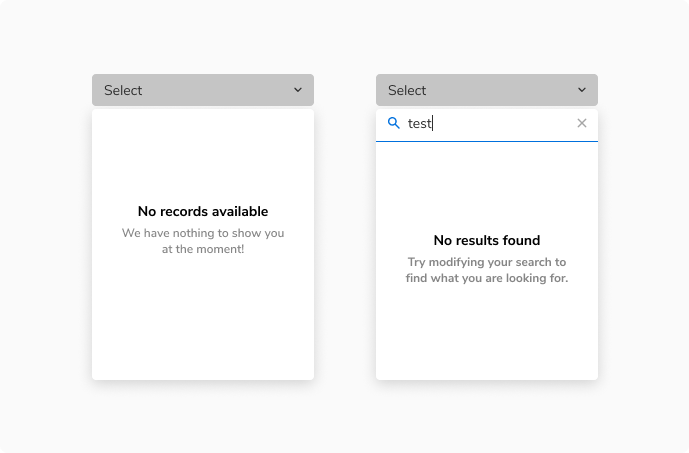 Select
No records available
We have nothing to show you
at the moment!
Select
test
No results found
Try modifying your search to
find what you are looking for.